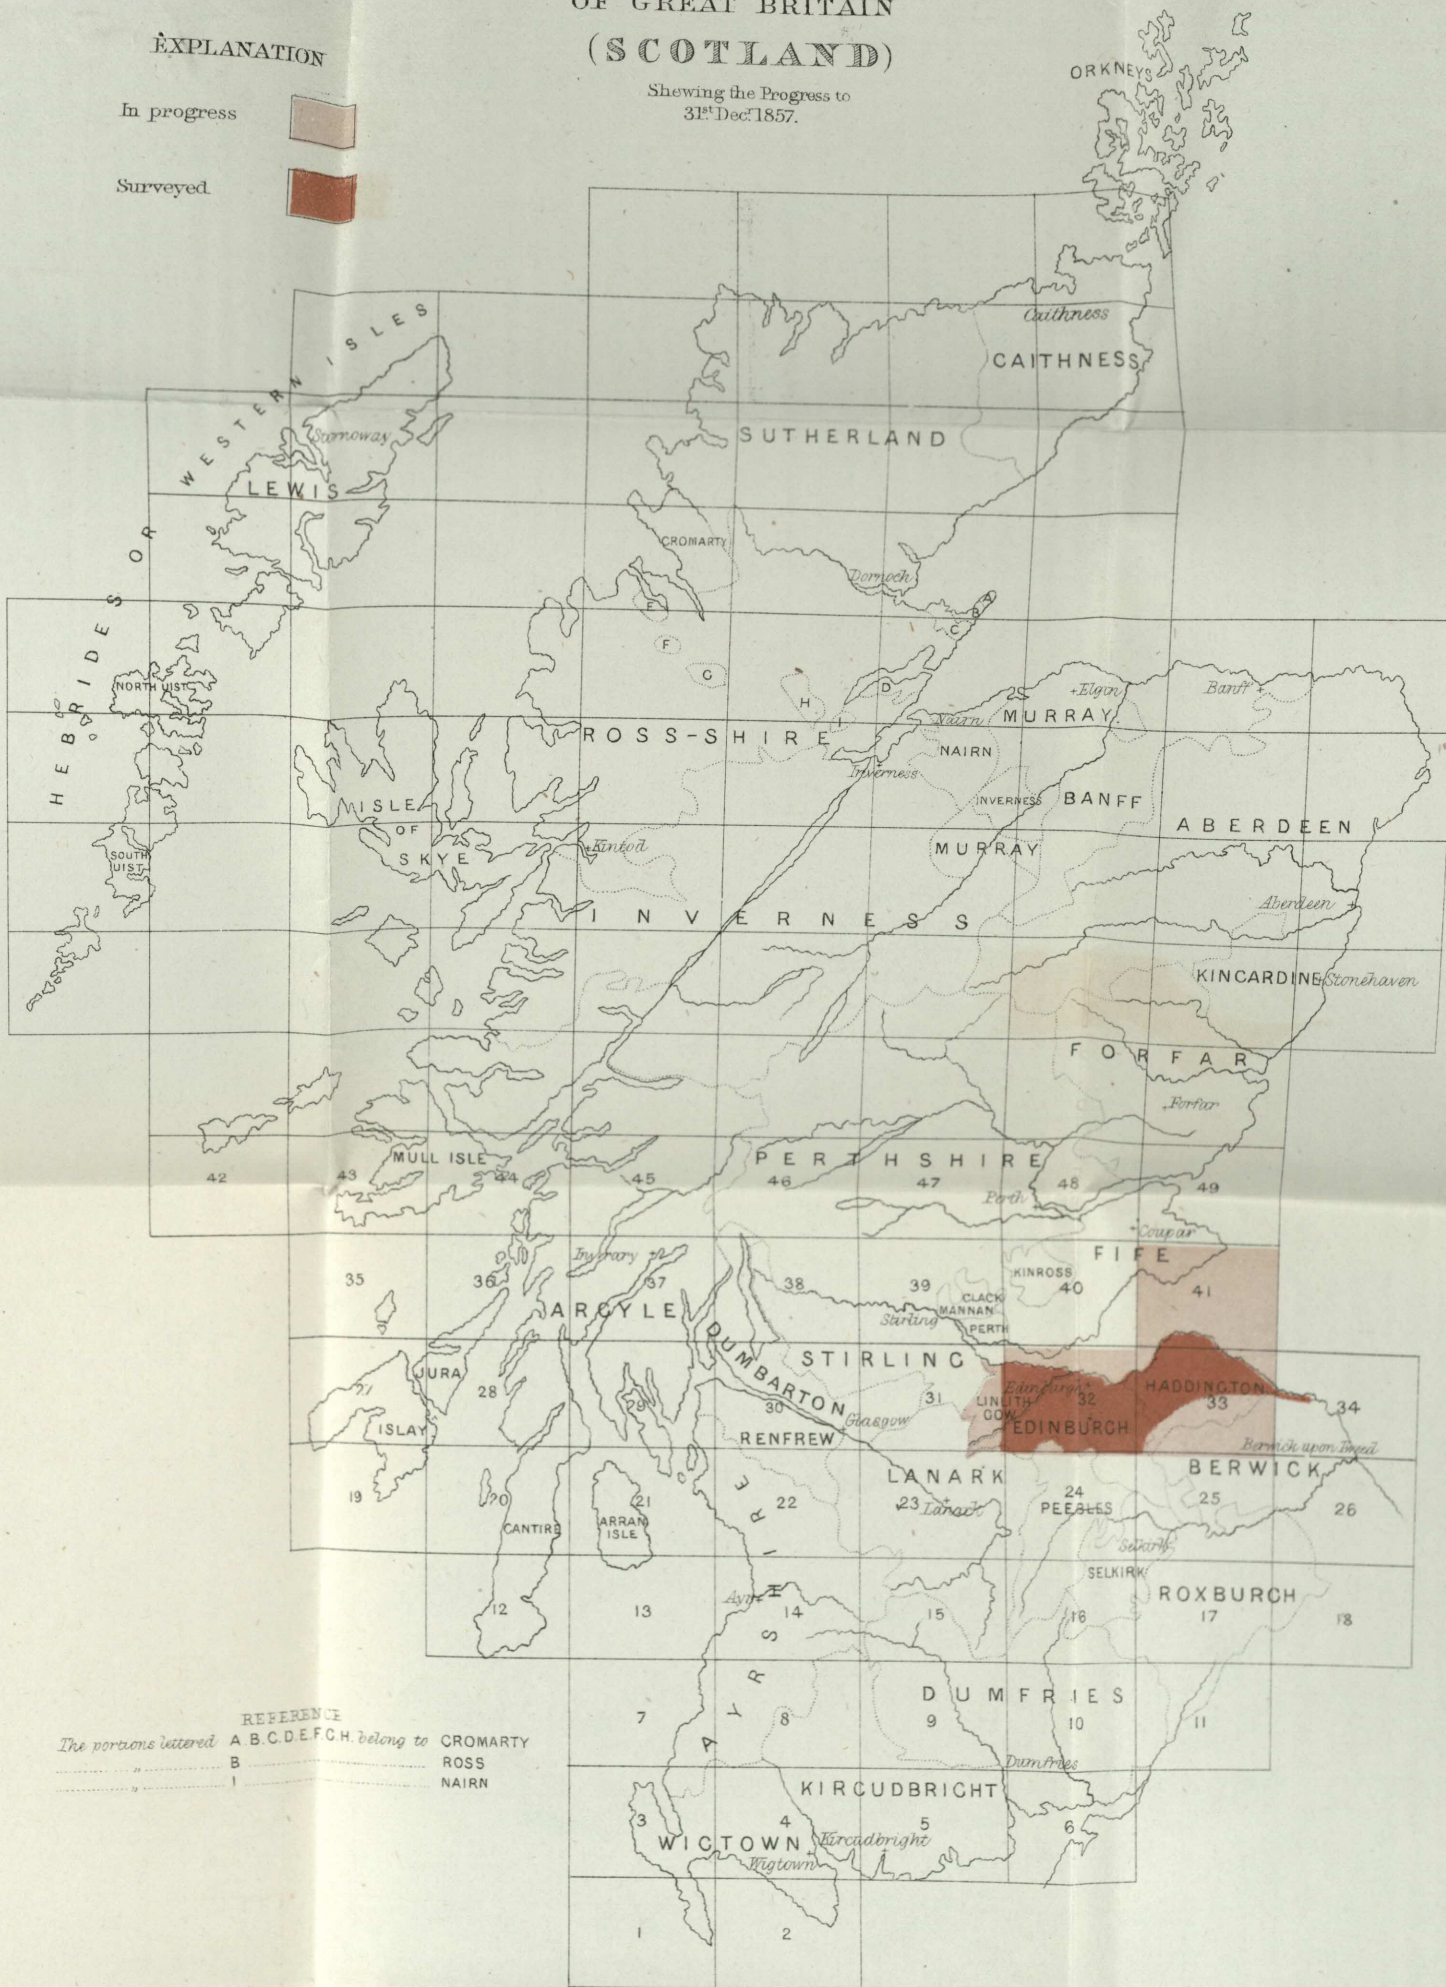 OF GREAT BRITAIN
(SCOTLAND)
Shewing the Progress to
31st Decr. 1857.
EXPLANATION
In progress
Surveyed
ORKNEYS
HEBRIDES OR WESTERN ISLES
Caithness
CAITHNESS
Stornoway
SUTHERLAND
LEWIS
CROMARTY
Dornoch
A
B
C
E
F
G
D
H
I
NORTH UIST
Elgin
Banff
ROSS-SHIRE
Nairn
MURRAY
NAIRN
Inverness
ISLE
OF
SKYE
INVERNESS
BANFF
ABERDEEN
SOUTH
UIST
Kintod
MURRAY
INVERNESS
Aberdeen
KINCARDINE
Stonehaven
FORFAR
Forfar
MULL ISLE
PERTHSHIRE
42
43
44
45
46
47
48
49
Perth
Coupar
Inverary
FIFE
35
36
37
38
39
KINROSS
40
41
CLACK
MANNAN
ARGYLE
Stirling
PERTH
DUMBARTON
STIRLING
JURA
27
28
29
30
31
Edinburgh
32
HADDINGTON
33
34
LINLITH
GOW
ISLAY
Glasgow
RENFREW
EDINBURGH
Berwick upon Tweed
LANARK
BERWICK
19
20
21
22
23
Lanark
24
PEEBLES
25
26
CANTIRE
ARRAN
ISLE
Selkirk
SELKIRK
ROXBURGH
Ayr
AYRSHIRE
12
13
14
15
16
17
18
DUMFRIES
7
8
9
10
11
Dumfries
KIRCUDBRIGHT
3
4
5
6
WIGTOWN
Kircudbright
Wigtown
1
2
REFERENCE
The portions lettered A.B.C.D.E.F.G.H. belong to CROMARTY
" B ROSS
" I NAIRN